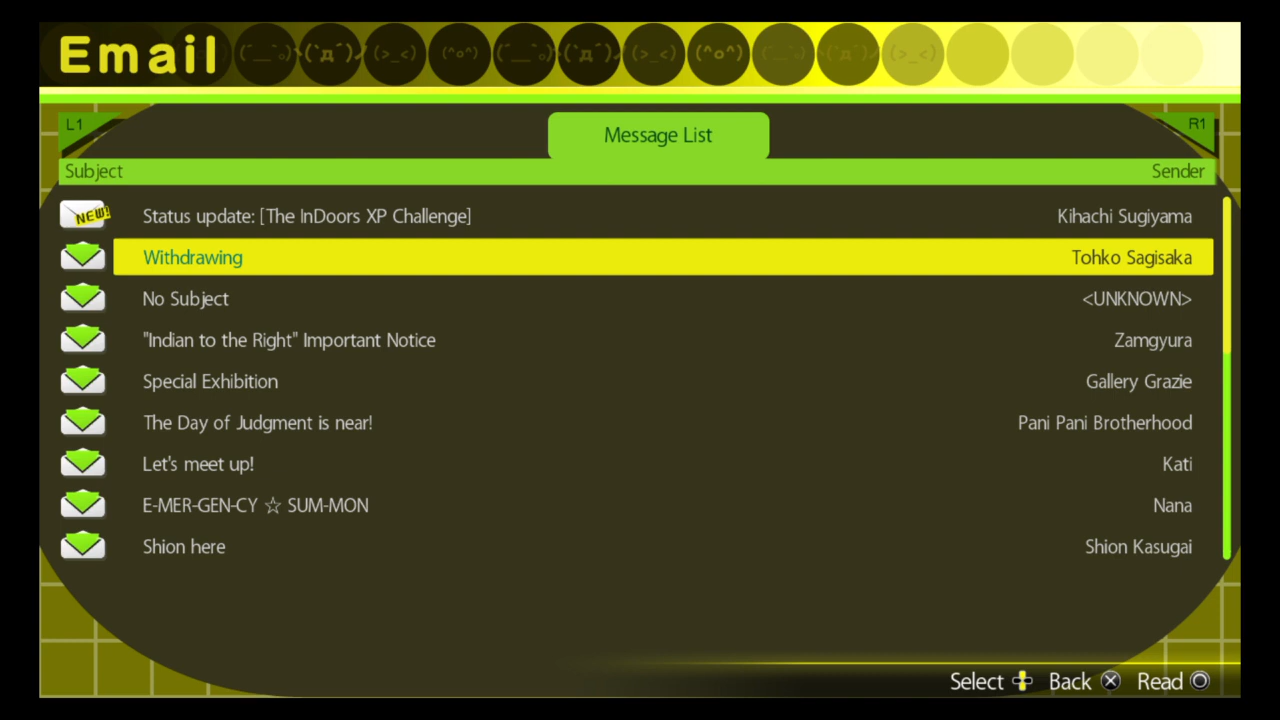 Email
L1
Message List
R1
Subject Sender
NEW! Status update: [The InDoors XP Challenge] Kihachi Sugiyama
Withdrawing Tohko Sagisaka
No Subject <UNKNOWN>
"Indian to the Right" Important Notice Zamgyura
Special Exhibition Gallery Grazie
The Day of Judgment is near! Pani Pani Brotherhood
Let's meet up! Kati
E-MER-GEN-CY ☆ SUM-MON Nana
Shion here Shion Kasugai
Select Back Read